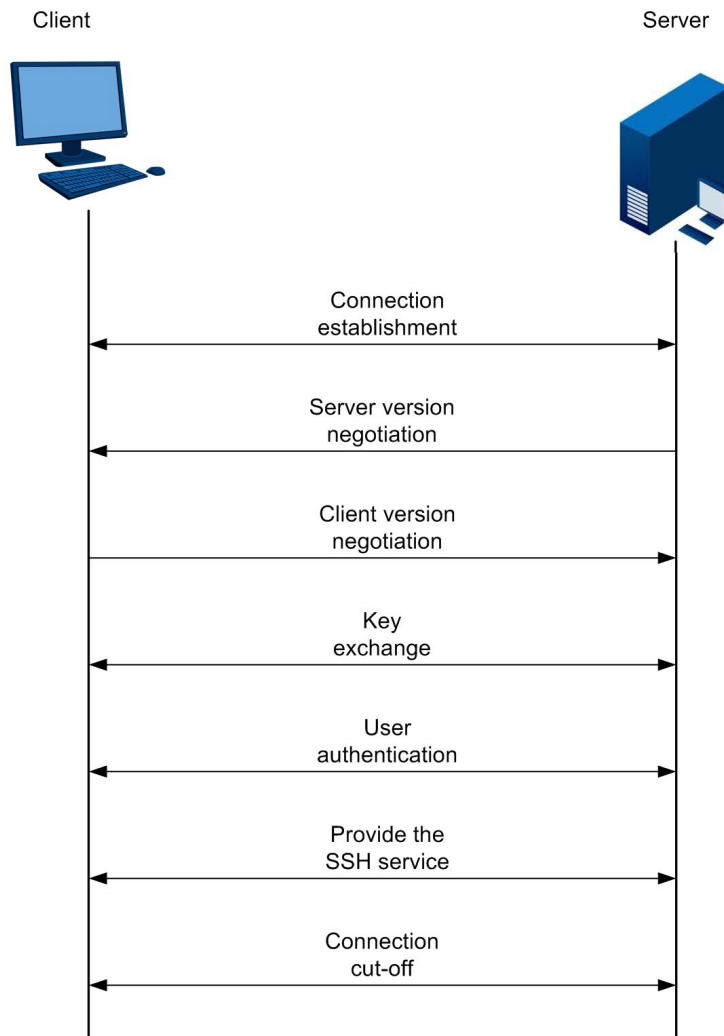 Client
Server
Connection
establishment
Server version
negotiation
Client version
negotiation
Key
exchange
User
authentication
Provide the
SSH service
Connection
cut-off